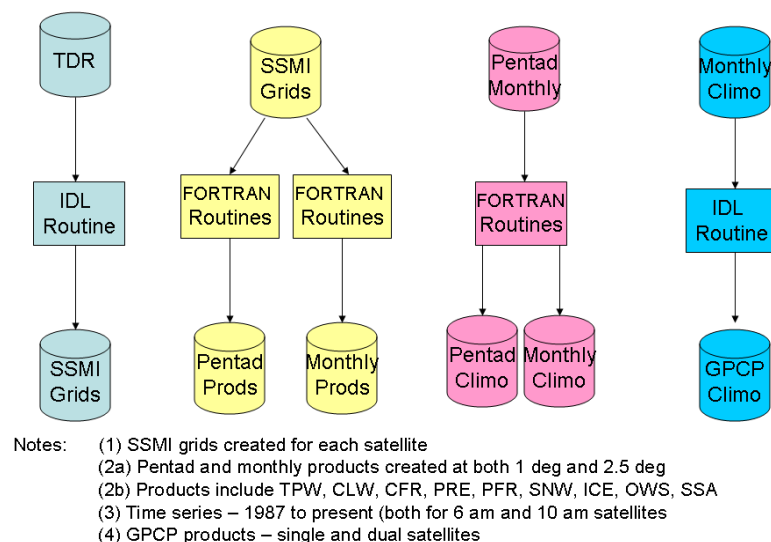 TDR
SSMI
Grids
Pentad
Monthly
Monthly
Climo
IDL
Routine
FORTRAN
Routines
FORTRAN
Routines
FORTRAN
Routines
IDL
Routine
SSMI
Grids
Pentad
Prods
Monthly
Prods
Pentad
Climo
Monthly
Climo
GPCP
Climo
Notes: (1) SSMI grids created for each satellite
(2a) Pentad and monthly products created at both 1 deg and 2.5 deg
(2b) Products include TPW, CLW, CFR, PRE, PFR, SNW, ICE, OWS, SSA
(3) Time series – 1987 to present (both for 6 am and 10 am satellites
(4) GPCP products – single and dual satellites